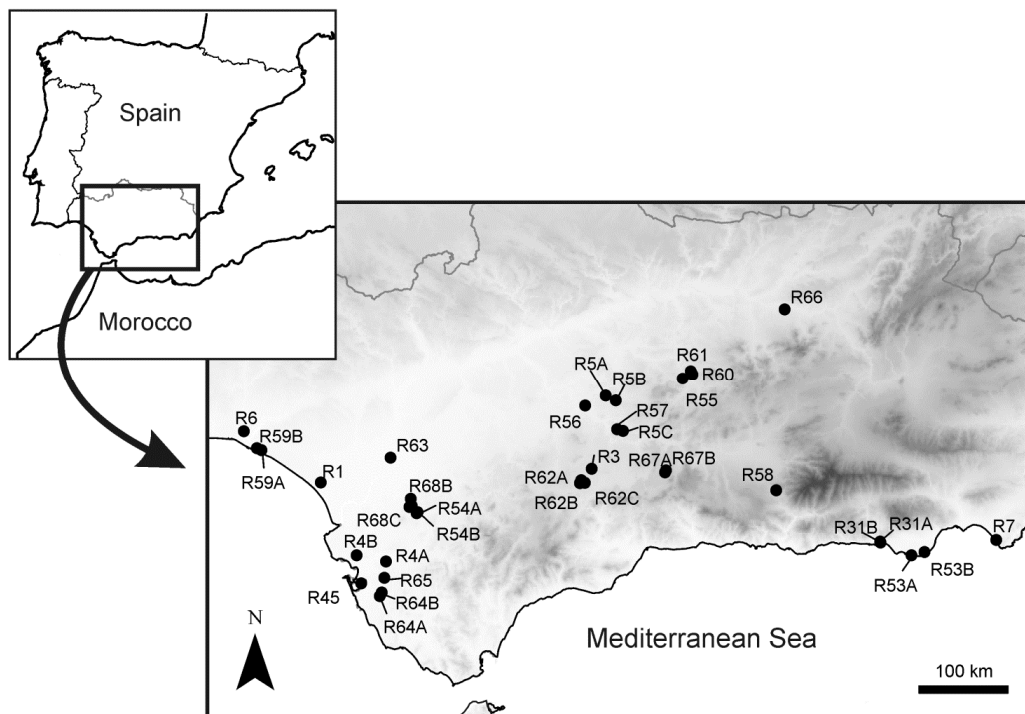 Spain
Morocco
R66
R61
R60
R5A
R5B
R55
R56
R57
R5C
R6
R59B
R59A
R63
R1
R3
R67A
R67B
R62A
R62B
R62C
R58
R68B
R54A
R68C
R54B
R4B
R4A
R31B
R31A
R7
R65
R45
R64B
R64A
R53B
R53A
N
Mediterranean Sea
100 km